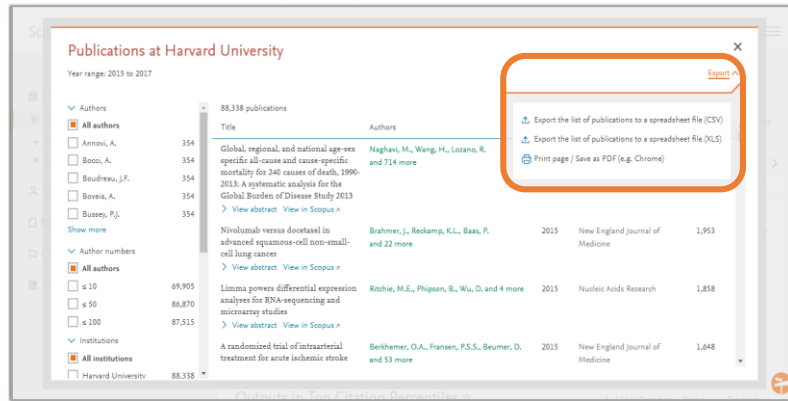 Sc
Publications at Harvard University
Year range: 2015 to 2017
Export
Export the list of publications to a spreadsheet file (CSV)
Export the list of publications to a spreadsheet file (XLS)
Print page / Save as PDF (e.g. Chrome)
Authors
All authors
Annovi, A. 354
Bocci, A. 354
Boudreau, J.F. 354
Boveia, A. 354
Bussey, P.J. 354
Show more
Author numbers
All authors
≤ 10 69,905
≤ 50 86,870
≤ 100 87,515
Institutions
All institutions
Harvard University 88,338
88,338 publications
Title Authors
Global, regional, and national age-sex Naghavi, M., Wang, H., Lozano, R.
specific all-cause and cause-specific and 714 more
mortality for 240 causes of death, 1990-
2013: A systematic analysis for the
Global Burden of Disease Study 2013
View abstract View in Scopus
Nivolumab versus docetaxel in Brahmer, J., Reckamp, K.L., Baas, P. 2015 New England Journal of 1,953
advanced squamous-cell non-small- and 22 more Medicine
cell lung cancer
View abstract View in Scopus
Limma powers differential expression Ritchie, M.E., Phipson, B., Wu, D. and 4 more 2015 Nucleic Acids Research 1,858
analyses for RNA-sequencing and
microarray studies
View abstract View in Scopus
A randomized trial of intraarterial Berkhemer, O.A., Fransen, P.S.S., Beumer, D. 2015 New England Journal of 1,648
treatment for acute ischemic stroke and 53 more Medicine
Outputs in Top Citation Percentiles